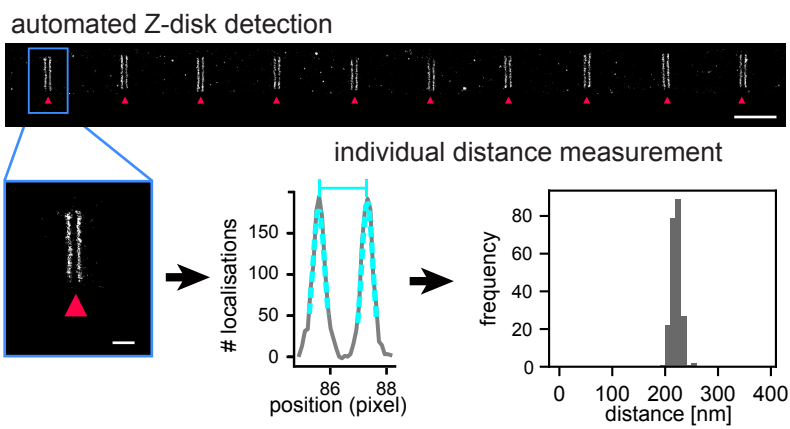 automated Z-disk detection
individual distance measurement
# localisations
150
100
50
0
86
88
position (pixel)
frequency
80
60
40
20
0
0
100
200
300
400
distance [nm]